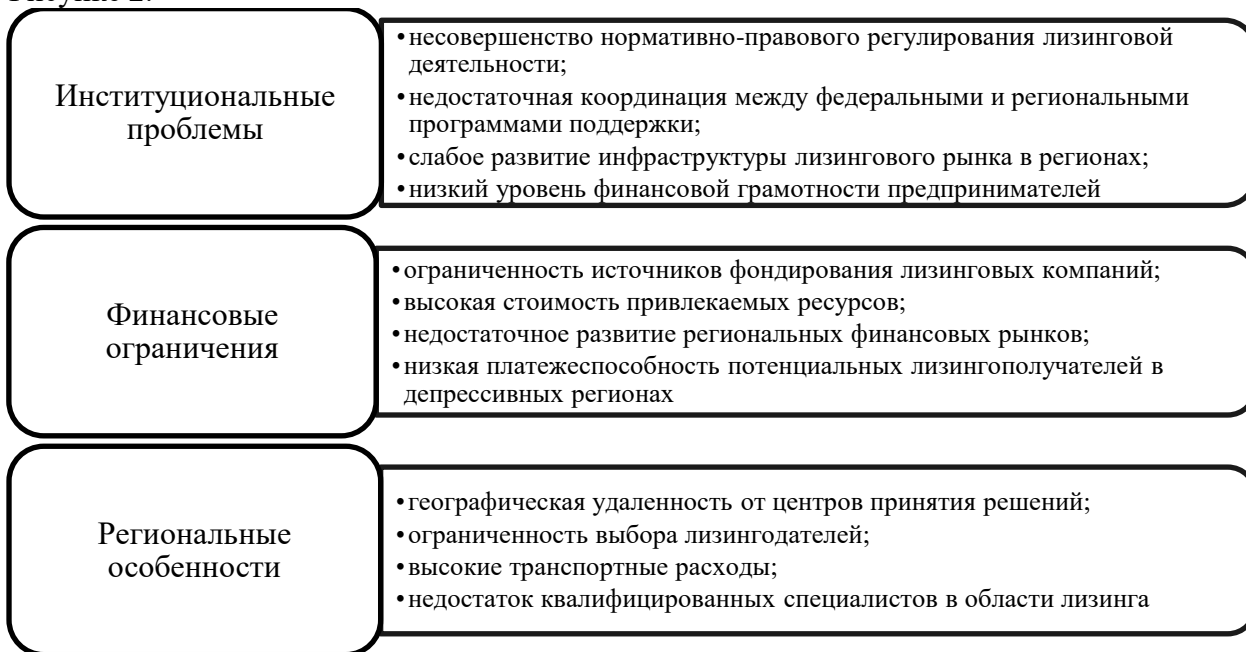 Институциональные
проблемы
•несовершенство нормативно-правового регулирования лизинговой
деятельности;
•недостаточная координация между федеральными и региональными
программами поддержки;
•слабое развитие инфраструктуры лизингового рынка в регионах;
•низкий уровень финансовой грамотности предпринимателей
Финансовые
ограничения
•ограниченность источников фондирования лизинговых компаний;
•высокая стоимость привлекаемых ресурсов;
•недостаточное развитие региональных финансовых рынков;
•низкая платежеспособность потенциальных лизингополучателей в
депрессивных регионах
Региональные
особенности
•географическая удаленность от центров принятия решений;
•ограниченность выбора лизингодателей;
•высокие транспортные расходы;
•недостаток квалифицированных специалистов в области лизинга